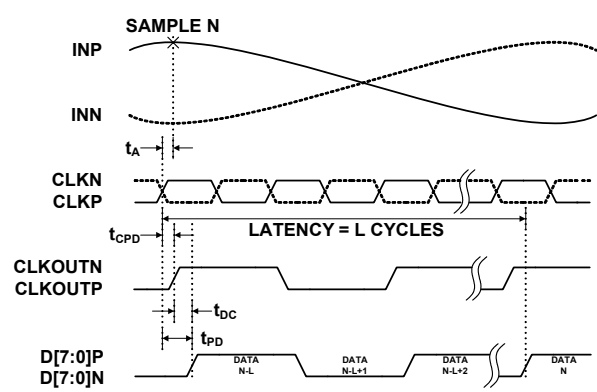 SAMPLE N
INP
INN
tA
CLKN
CLKP
LATENCY = L CYCLES
tCPD
CLKOUTN
CLKOUTP
tDC
tPD
D[7:0]P
D[7:0]N
DATA
N-L
DATA
N-L+1
DATA
N-L+2
DATA
N